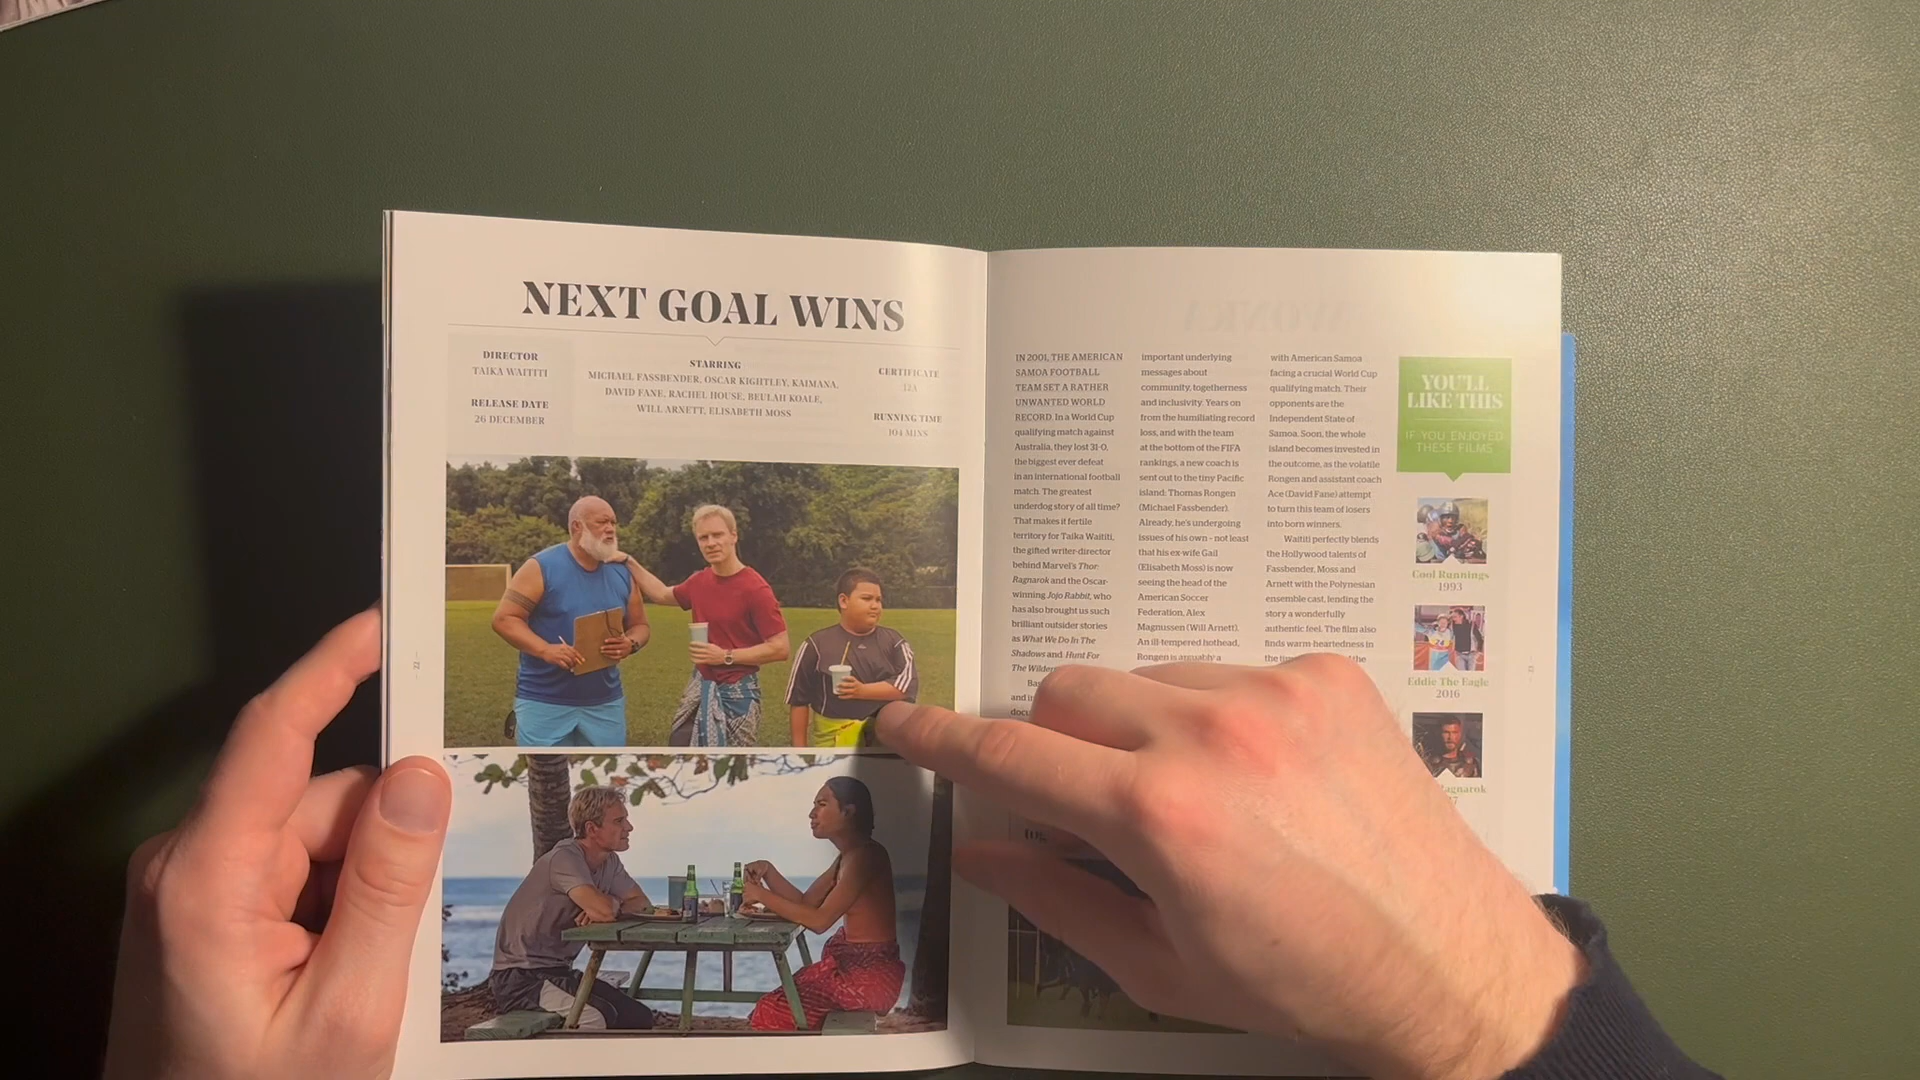 NEXT GOAL WINS
DIRECTOR
TAIKA WAITITI
RELEASE DATE
26 DECEMBER
STARRING
MICHAEL FASSBENDER, OSCAR KIGHTLEY, KAIMANA,
DAVID FANE, RACHEL HOUSE, BEULAH KOALE,
WILL ARNETT, ELISABETH MOSS
CERTIFICATE
12A
RUNNING TIME
104 MINS
IN 2001, THE AMERICAN
SAMOA FOOTBALL
TEAM SET A RATHER
UNWANTED WORLD
RECORD. In a World Cup
qualifying match against
Australia, they lost 31-0,
the biggest ever defeat
in an international football
match. The greatest
underdog story of all time?
That makes it fertile
territory for Taika Waititi,
the gifted writer-director
behind Marvel's Thor:
Ragnarok and the Oscar-
winning Jojo Rabbit, who
has also brought us such
brilliant outsider stories
as What We Do In The
Shadows and Hunt For
The
and
important underlying
messages about
community, togetherness
and inclusivity. Years on
from the humiliating record
loss, and with the team
at the bottom of the FIFA
rankings, a new coach is
sent out to the tiny Pacific
island: Thomas Rongen
(Michael Fassbender).
Already, he's undergoing
issues of his own – not least
that his ex-wife Gail
(Elisabeth Moss) is now
seeing the head of the
American Soccer
Federation, Alex
Magnussen (Will Arnett).
An ill-tempered hothead,
Rongen is arguably a
with American Samoa
facing a crucial World Cup
qualifying match. Their
opponents are the
Independent State of
Samoa. Soon, the whole
island becomes invested in
the outcome, as the volatile
Rongen and assistant coach
Ace (David Fane) attempt
to turn this team of losers
into born winners.
Waititi perfectly blends
the Hollywood talents of
Fassbender, Moss and
Arnett with the Polynesian
ensemble cast, lending the
story a wonderfully
authentic feel. The film also
finds warm-heartedness in
the
YOU'LL
LIKE THIS
IF YOU ENJOYED
THESE FILMS
Cool Runnings
1993
Eddie The Eagle
2016